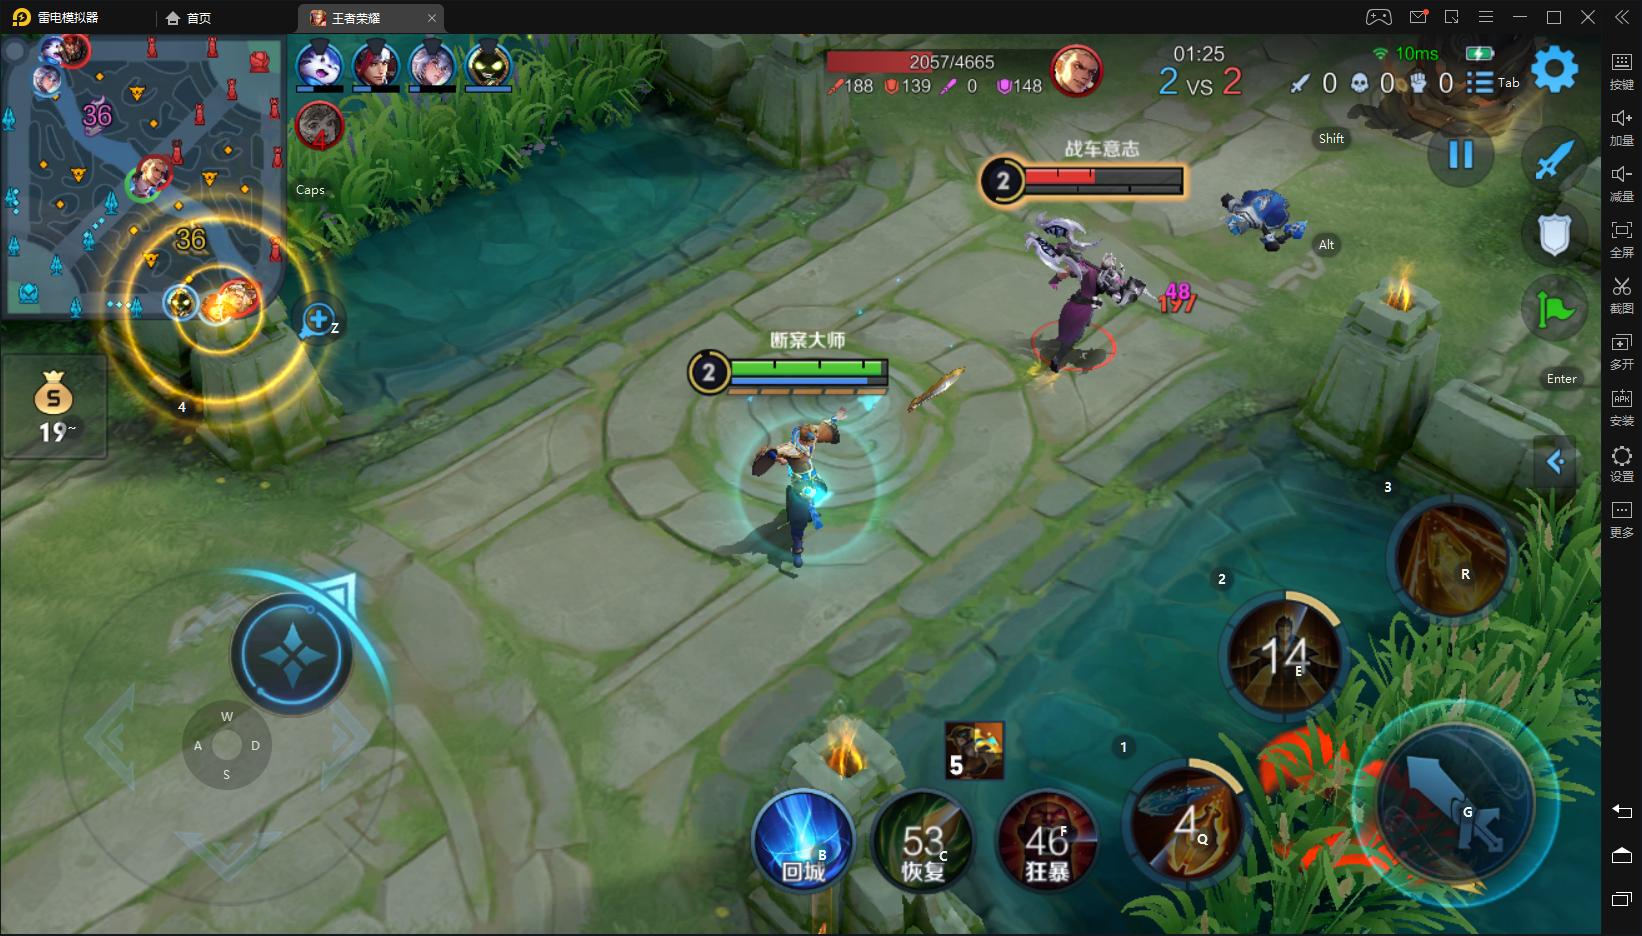 雷电模拟器
首页
王者荣耀
2057/4665
188 139 0 148
01:25
2 VS 2
10ms
0 0 0
Tab
36
4
Caps
Shift
按键
加量
减量
全屏
截图
多开
安装
设置
更多
APK
战车意志
2
Alt
48
197
36
Z
断案大师
2
4
S
19~
Enter
3
R
2
14
E
W
A D
S
5
1
4
Q
G
B
回城
53
C
恢复
46
F
狂暴